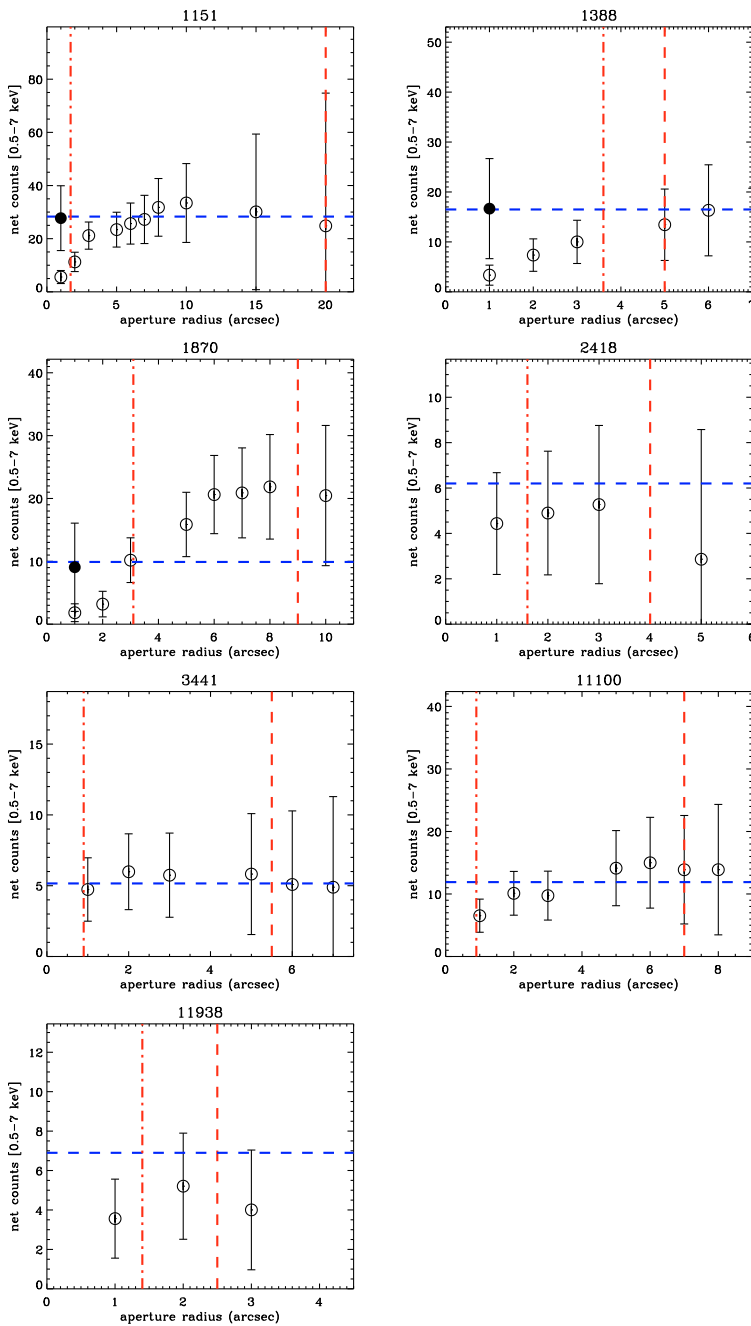 1151
net counts [0.5-7 keV]
80
60
40
20
0
0 5 10 15 20
aperture radius (arcsec)
1388
net counts [0.5-7 keV]
50
40
30
20
10
0
0 1 2 3 4 5 6 7
aperture radius (arcsec)
1870
net counts [0.5-7 keV]
40
30
20
10
0
0 2 4 6 8 10
aperture radius (arcsec)
2418
net counts [0.5-7 keV]
10
8
6
4
2
0
0 1 2 3 4 5 6
aperture radius (arcsec)
3441
net counts [0.5-7 keV]
15
10
5
0
0 2 4 6
aperture radius (arcsec)
11100
net counts [0.5-7 keV]
40
30
20
10
0
0 2 4 6 8
aperture radius (arcsec)
11938
net counts [0.5-7 keV]
12
10
8
6
4
2
0
0 1 2 3 4
aperture radius (arcsec)